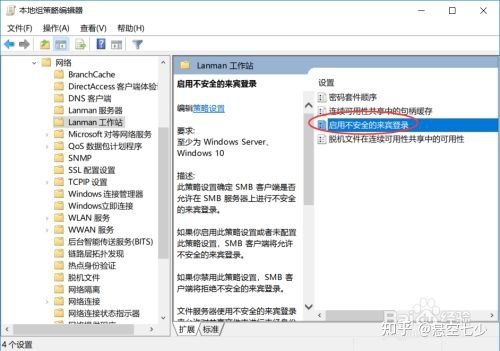 本地组策略编辑器
文件(F) 操作(A) 查看(V) 帮助(H)
网络
BranchCache
DirectAccess 客户端体验
DNS 客户端
Lanman 服务器
Lanman 工作站
Microsoft 对等网络服务
QoS 数据包计划程序
SNMP
SSL 配置设置
TCPIP 设置
Windows 连接管理器
Windows立即连接
WLAN 服务
WWAN 服务
后台智能传送服务(BITS)
链路层拓扑发现
热点身份验证
脱机文件
网络隔离
网络连接
网络连接状态指示器
Lanman 工作站
启用不安全的来宾登录
编辑策略设置
要求:
至少为 Windows Server、
Windows 10
描述:
此策略设置确定 SMB 客户端是否
允许在 SMB 服务器上进行不安全
的来宾登录。
如果你启用此策略设置或者未配置
此策略设置，SMB 客户端将允许
不安全的来宾登录。
如果你禁用此策略设置，SMB 客
户端将拒绝不安全的来宾登录。
文件服务器使用不安全的来宾登录
设置
密码套件顺序
连续可用性共享中的句柄缓存
启用不安全的来宾登录
脱机文件在连续可用性共享中的可用性
扩展 标准
4 个设置
Bai 经验
知乎 @悬空七少